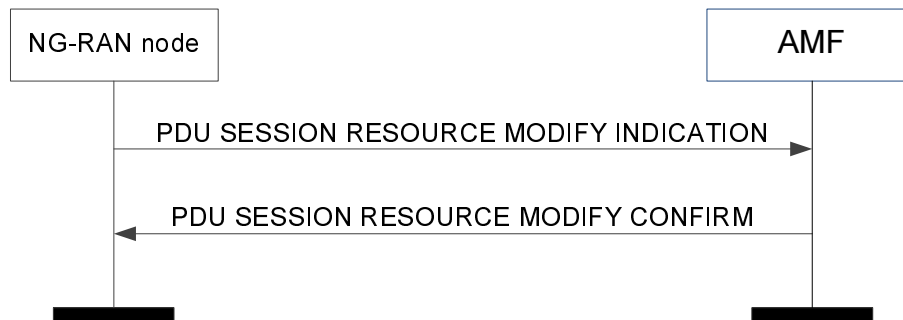 NG-RAN node
AMF
PDU SESSION RESOURCE MODIFY INDICATION
PDU SESSION RESOURCE MODIFY CONFIRM